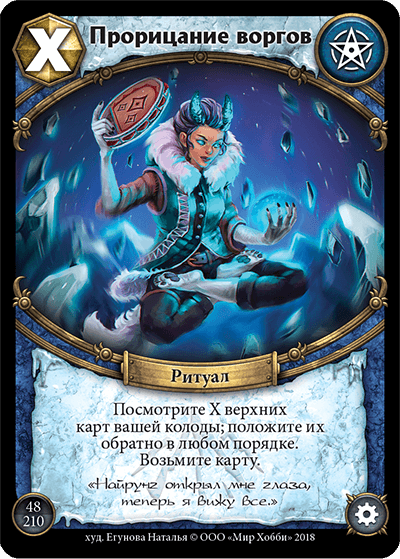 X
Прорицание воргов
Ритуал
Посмотрите X верхних
карт вашей колоды; положите их
обратно в любом порядке.
Возьмите карту.
«Найрунг открыл мне глаза,
теперь я вижу все.»
48
210
худ. Егунова Наталья © ООО «Мир Хобби» 2018